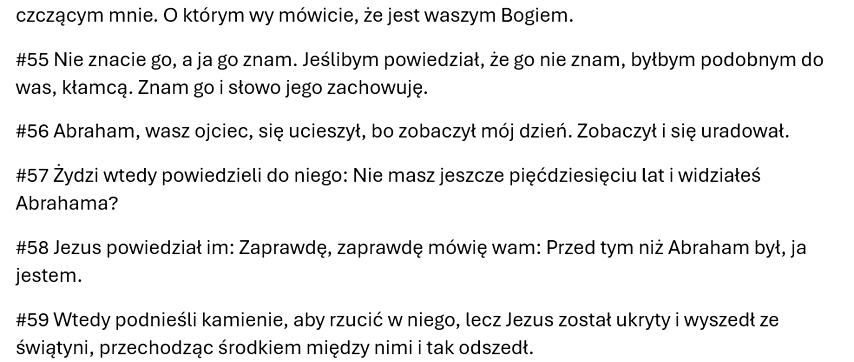 czczącym mnie. O którym wy mówicie, że jest waszym Bogiem.
#55 Nie znacie go, a ja go znam. Jeślibym powiedział, że go nie znam, byłbym podobnym do
was, kłamcą. Znam go i słowo jego zachowuję.
#56 Abraham, wasz ojciec, się ucieszył, bo zobaczył mój dzień. Zobaczył i się uradował.
#57 Żydzi wtedy powiedzieli do niego: Nie masz jeszcze pięćdziesięciu lat i widziałeś
Abrahama?
#58 Jezus powiedział im: Zaprawdę, zaprawdę mówię wam: Przed tym niż Abraham był, ja
jestem.
#59 Wtedy podnieśli kamienie, aby rzucić w niego, lecz Jezus został ukryty i wyszedł ze
świątyni, przechodząc środkiem między nimi i tak odszedł.